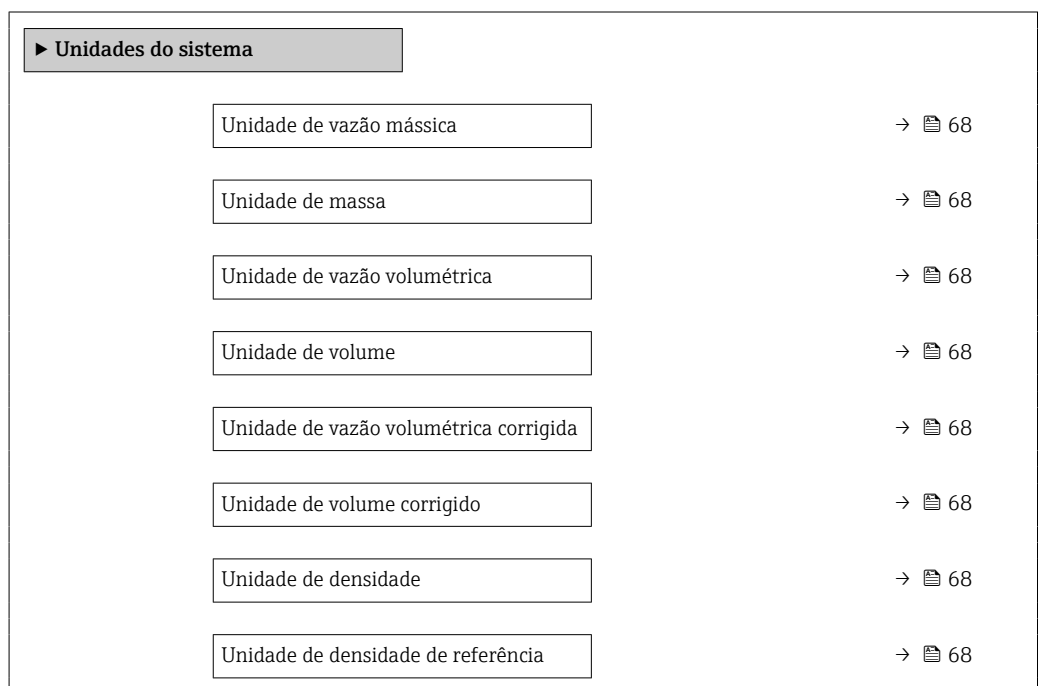 ▶ Unidades do sistema
Unidade de vazão mássica → 68
Unidade de massa → 68
Unidade de vazão volumétrica → 68
Unidade de volume → 68
Unidade de vazão volumétrica corrigida → 68
Unidade de volume corrigido → 68
Unidade de densidade → 68
Unidade de densidade de referência → 68